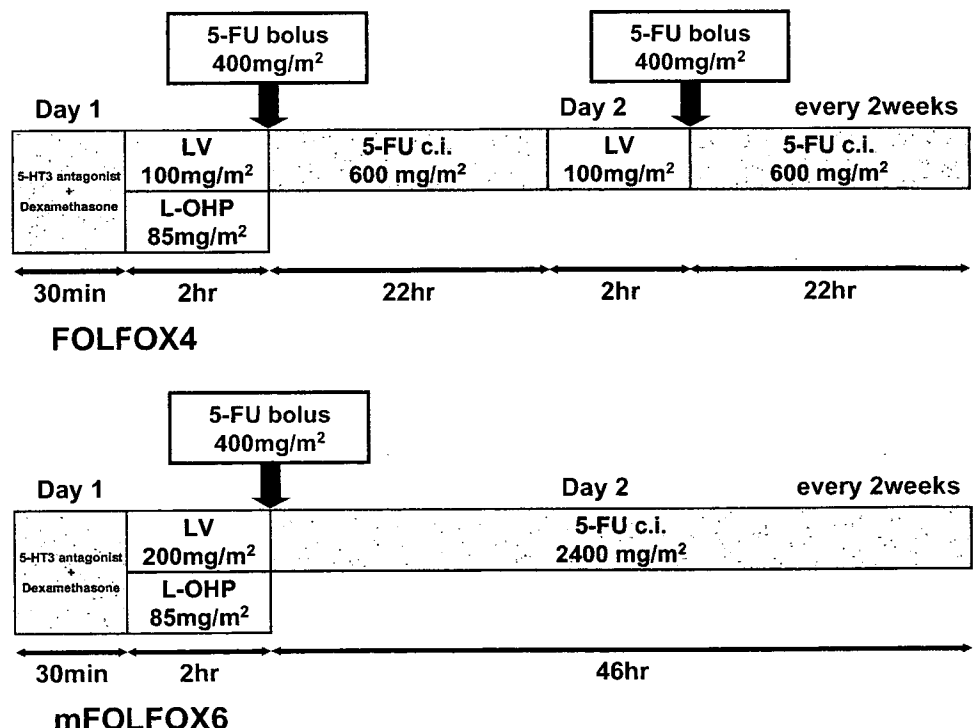 5-FU bolus
400mg/m²
5-FU bolus
400mg/m²
Day 1
Day 2
every 2weeks
5-HT3 antagonist
+
Dexamethasone
LV
100mg/m²
L-OHP
85mg/m²
5-FU c.i.
600 mg/m²
LV
100mg/m²
5-FU c.i.
600 mg/m²
30min
2hr
22hr
2hr
22hr
FOLFOX4
5-FU bolus
400mg/m²
Day 1
Day 2
every 2weeks
5-HT3 antagonist
+
Dexamethasone
LV
200mg/m²
L-OHP
85mg/m²
5-FU c.i.
2400 mg/m²
30min
2hr
46hr
mFOLFOX6